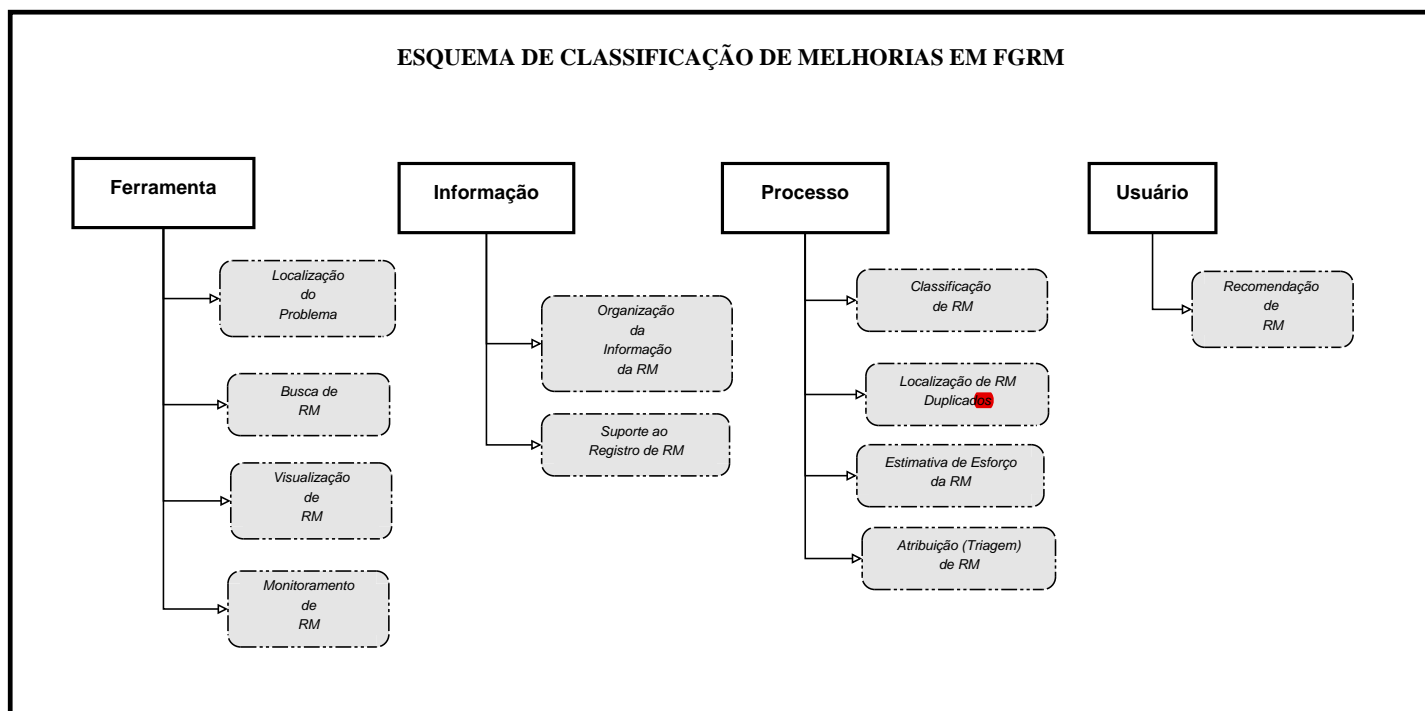 ESQUEMA DE CLASSIFICAÇÃO DE MELHORIAS EM FGRM
Ferramenta
Localização
do
Problema
Busca de
RM
Visualização
de
RM
Monitoramento
de
RM
Informação
Organização
da
Informação
da RM
Suporte ao
Registro de RM
Processo
Classificação
de RM
Localização de RM
Duplicados
Estimativa de Esforço
da RM
Atribuição (Triagem)
de RM
Usuário
Recomendação
de
RM